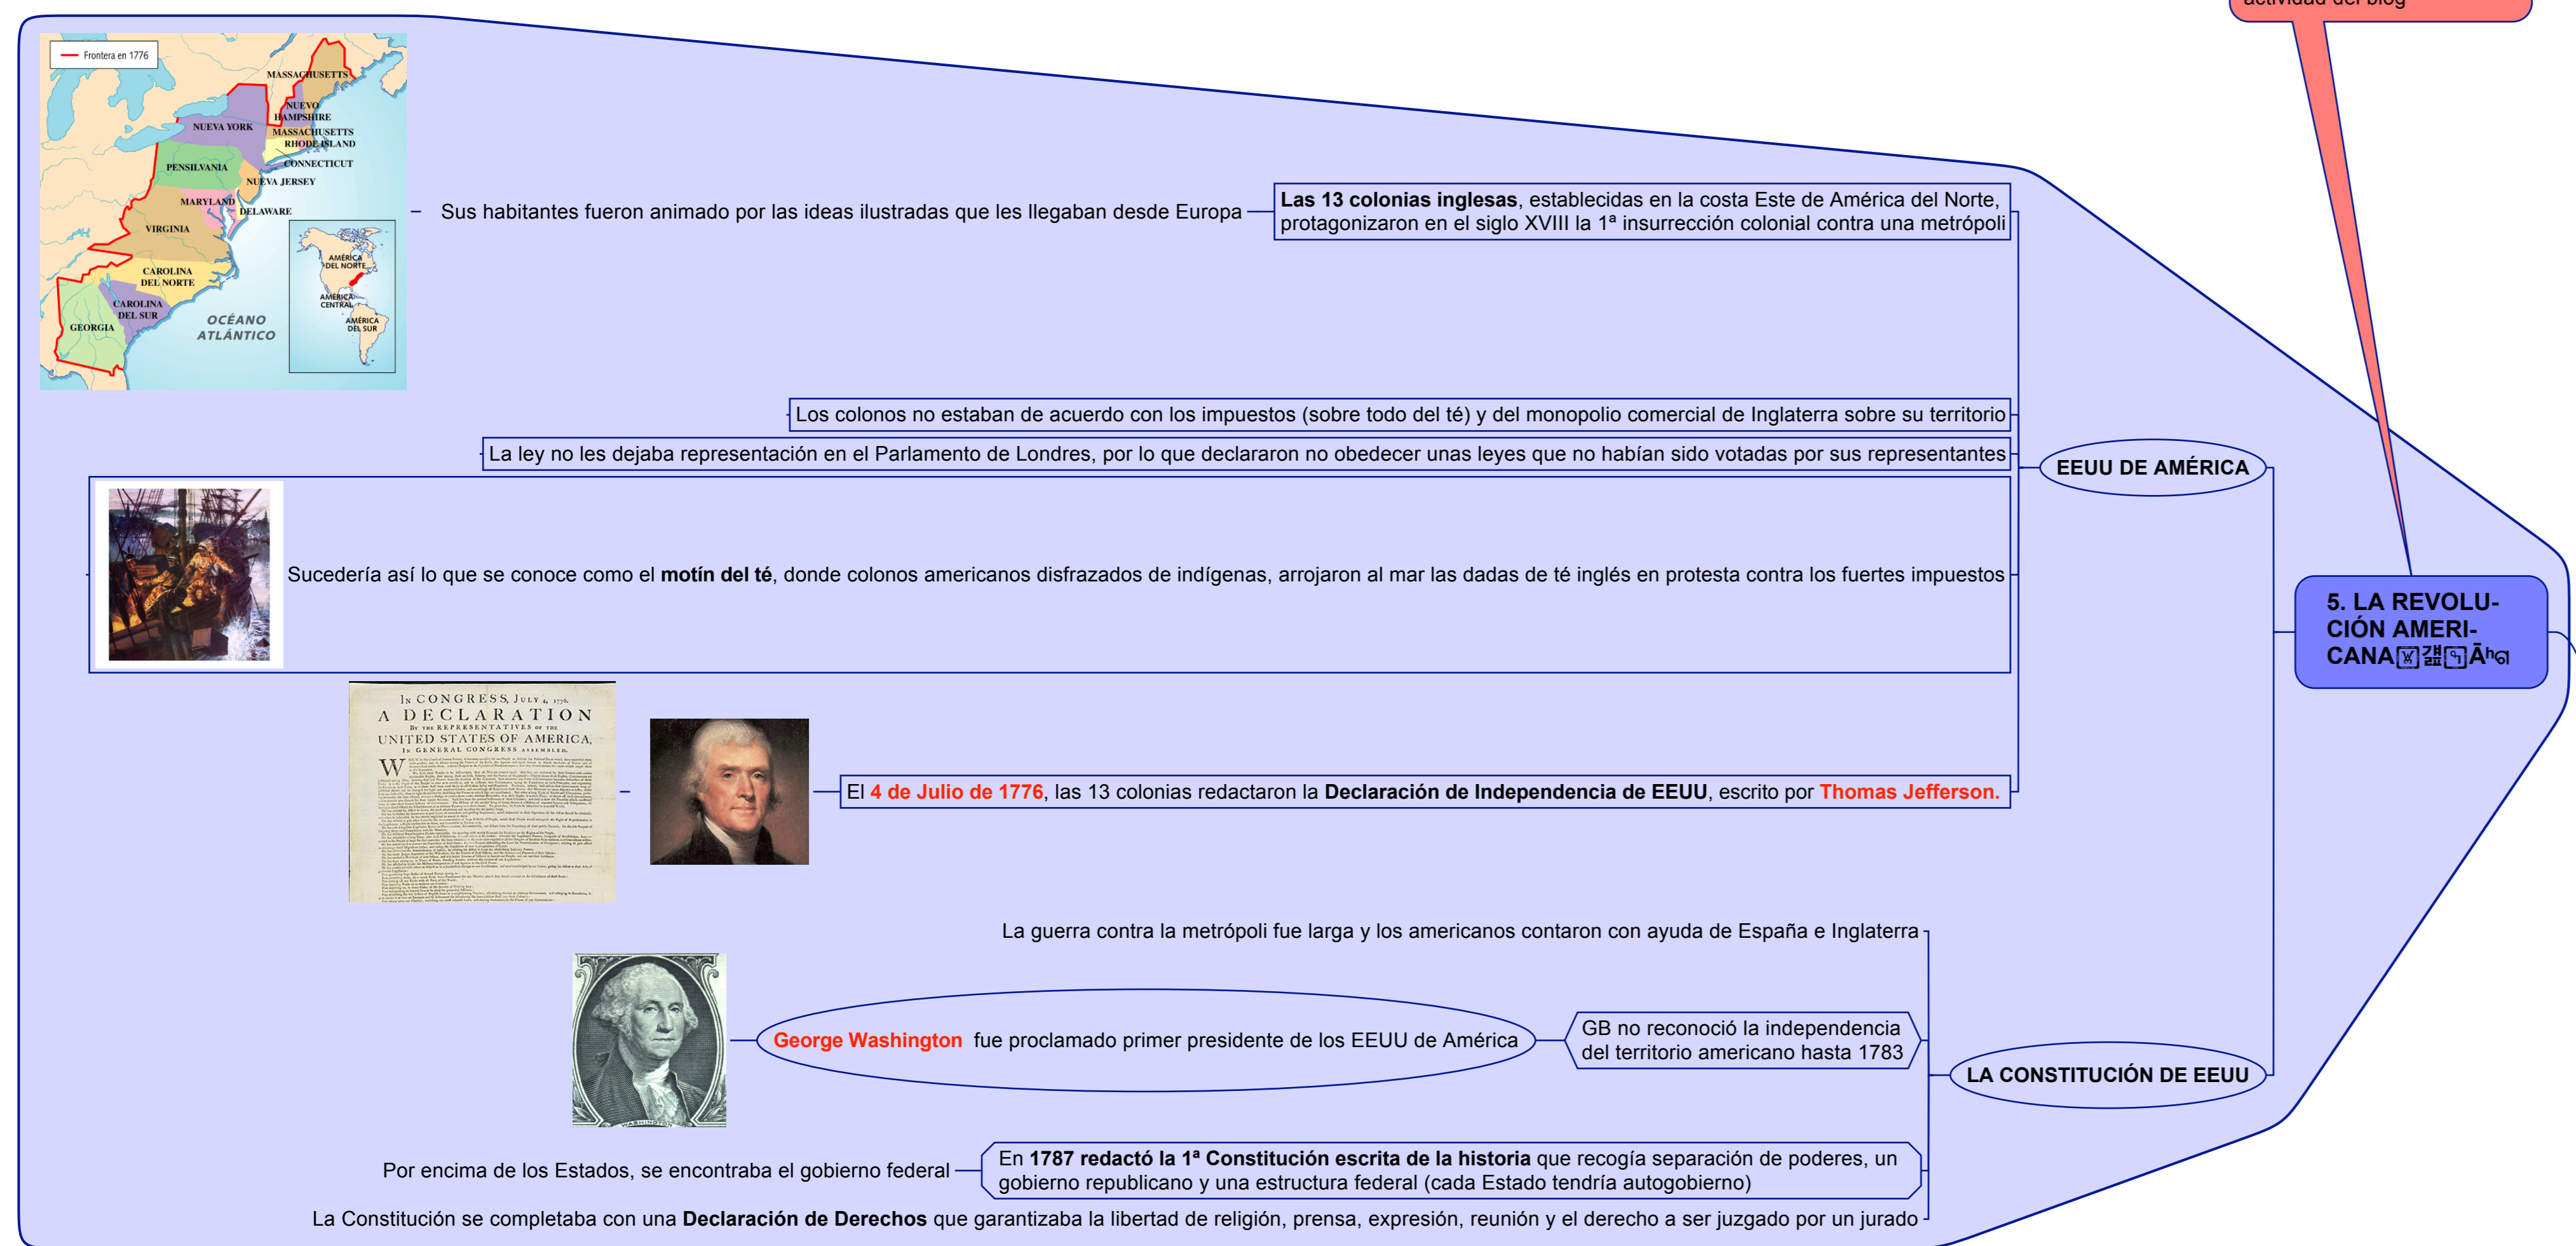 actividad del blog
Frontera en 1776
MASSACHUSETTS
NUEVO
HAMPSHIRE
NUEVA YORK
MASSACHUSETTS
RHODE ISLAND
CONNECTICUT
PENSILVANIA
NUEVA JERSEY
MARYLAND
DELAWARE
VIRGINIA
CAROLINA
DEL NORTE
CAROLINA
DEL SUR
GEORGIA
OCÉANO
ATLÁNTICO
AMÉRICA
DEL NORTE
AMÉRICA
CENTRAL
AMÉRICA
DEL SUR
Sus habitantes fueron animado por las ideas ilustradas que les llegaban desde Europa
Las 13 colonias inglesas, establecidas en la costa Este de América del Norte,
protagonizaron en el siglo XVIII la 1ª insurrección colonial contra una metrópoli
Los colonos no estaban de acuerdo con los impuestos (sobre todo del té) y del monopolio comercial de Inglaterra sobre su territorio
La ley no les dejaba representación en el Parlamento de Londres, por lo que declararon no obedecer unas leyes que no habían sido votadas por sus representantes
EEUU DE AMÉRICA
Sucedería así lo que se conoce como el motín del té, donde colonos americanos disfrazados de indígenas, arrojaron al mar las dadas de té inglés en protesta contra los fuertes impuestos
5. LA REVOLU-
CIÓN AMERI-
CANA
IN CONGRESS, JULY 4, 1776.
A DECLARATION
BY THE REPRESENTATIVES OF THE
UNITED STATES OF AMERICA,
IN GENERAL CONGRESS ASSEMBLED.
El 4 de Julio de 1776, las 13 colonias redactaron la Declaración de Independencia de EEUU, escrito por Thomas Jefferson.
La guerra contra la metrópoli fue larga y los americanos contaron con ayuda de España e Inglaterra
WASHINGTON
George Washington fue proclamado primer presidente de los EEUU de América
GB no reconoció la independencia
del territorio americano hasta 1783
LA CONSTITUCIÓN DE EEUU
Por encima de los Estados, se encontraba el gobierno federal
En 1787 redactó la 1ª Constitución escrita de la historia que recogía separación de poderes, un
gobierno republicano y una estructura federal (cada Estado tendría autogobierno)
La Constitución se completaba con una Declaración de Derechos que garantizaba la libertad de religión, prensa, expresión, reunión y el derecho a ser juzgado por un jurado